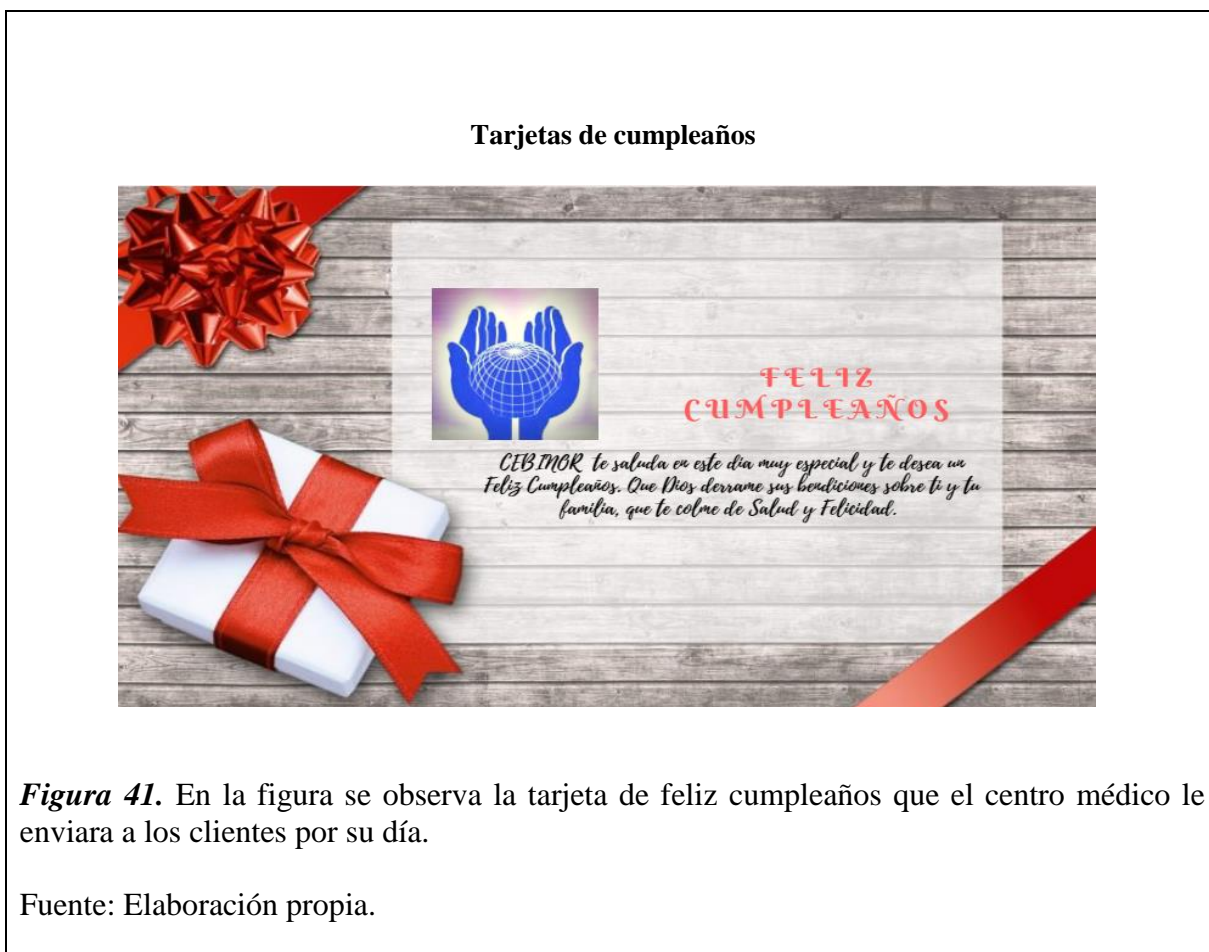 Tarjetas de cumpleaños
FELIZ
CUMPLEAÑOS
CEBINOR te saluda en este dia muy especial y te desea un
Feliz Cumpleaños. Que Dios derrame sus bendiciones sobre ti y tu
familia, que te colme de Salud y Felicidad.
Figura 41. En la figura se observa la tarjeta de feliz cumpleaños que el centro médico le
enviara a los clientes por su día.
Fuente: Elaboración propia.